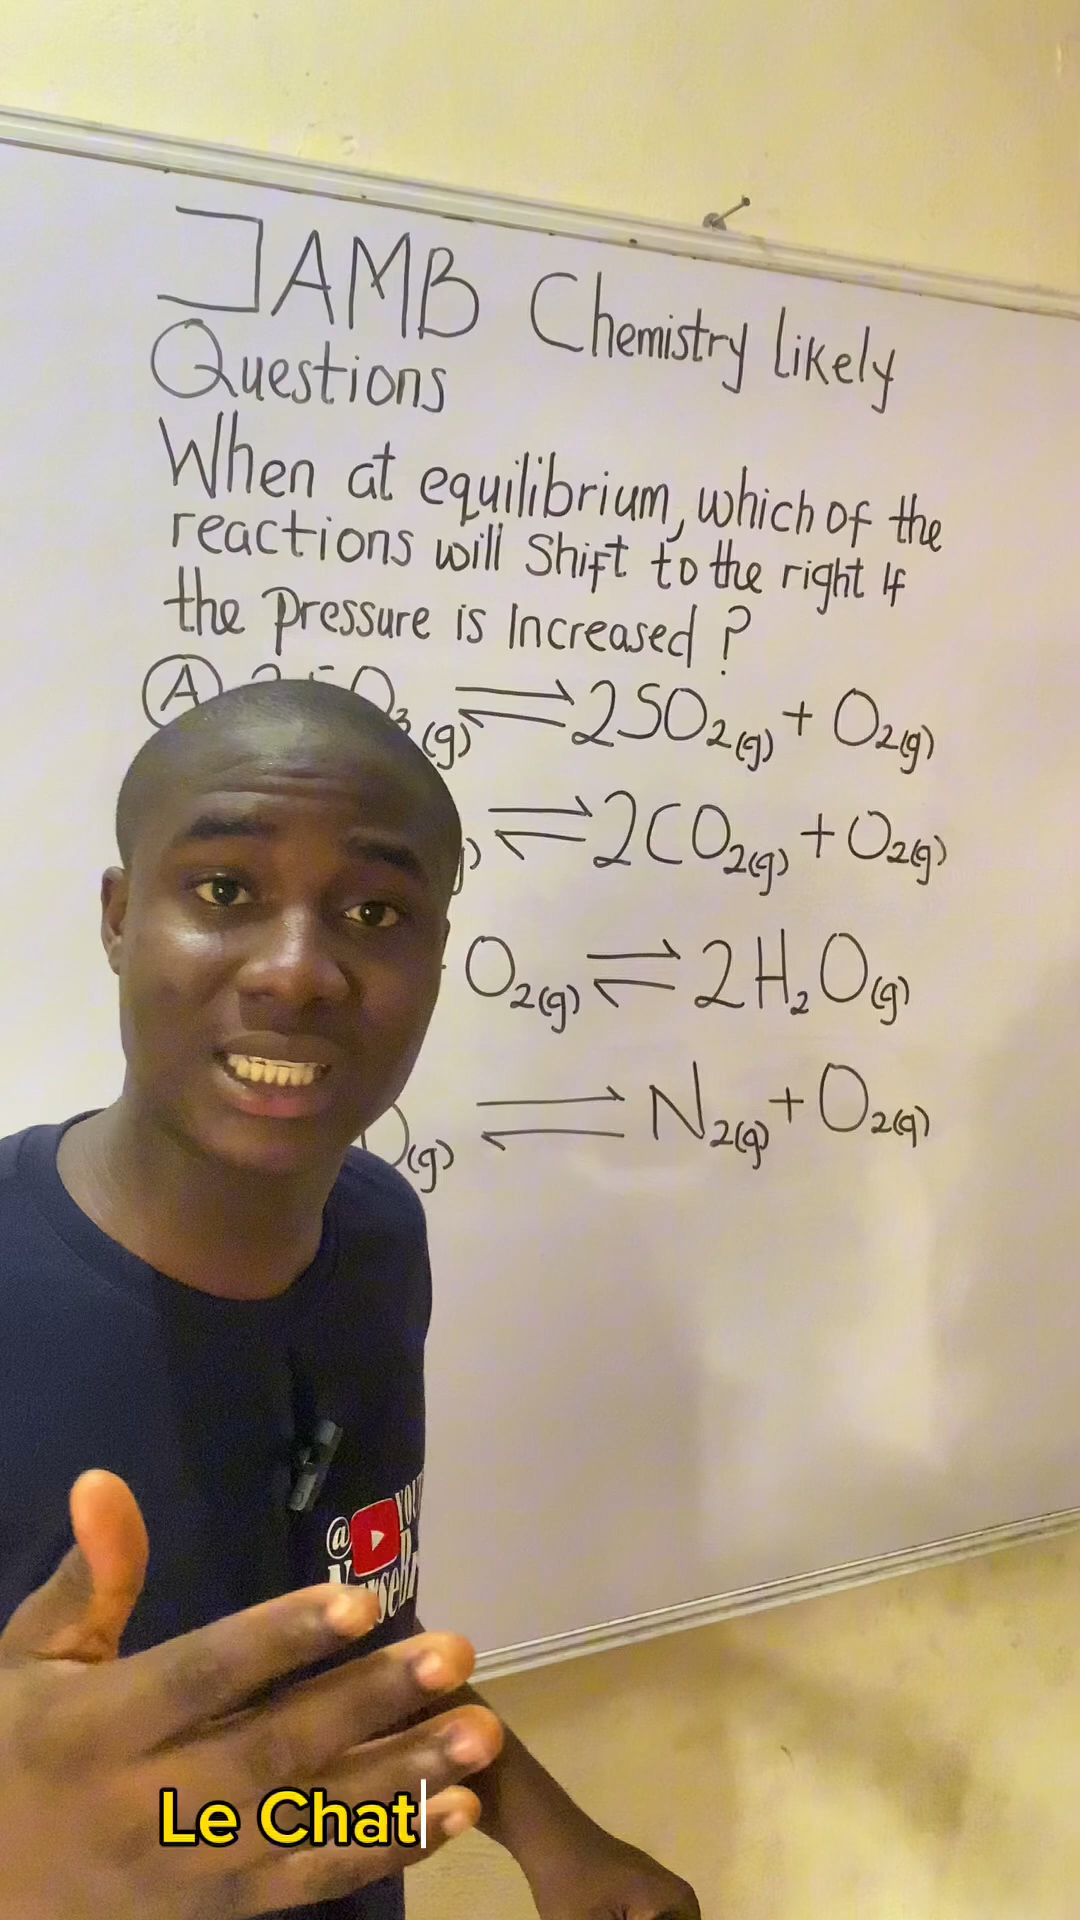 JAMB Chemistry Likely
Questions
When at equilibrium, which of the
reactions will Shift to the right If
the Pressure is Increased ?
(A) 3(g) ⇌ 2SO2(g) + O2(g)
⇌ 2CO2(g) + O2(g)
O2(g) ⇌ 2H2O(g)
(g) ⇌ N2(g) + O2(g)
@
Le Chat